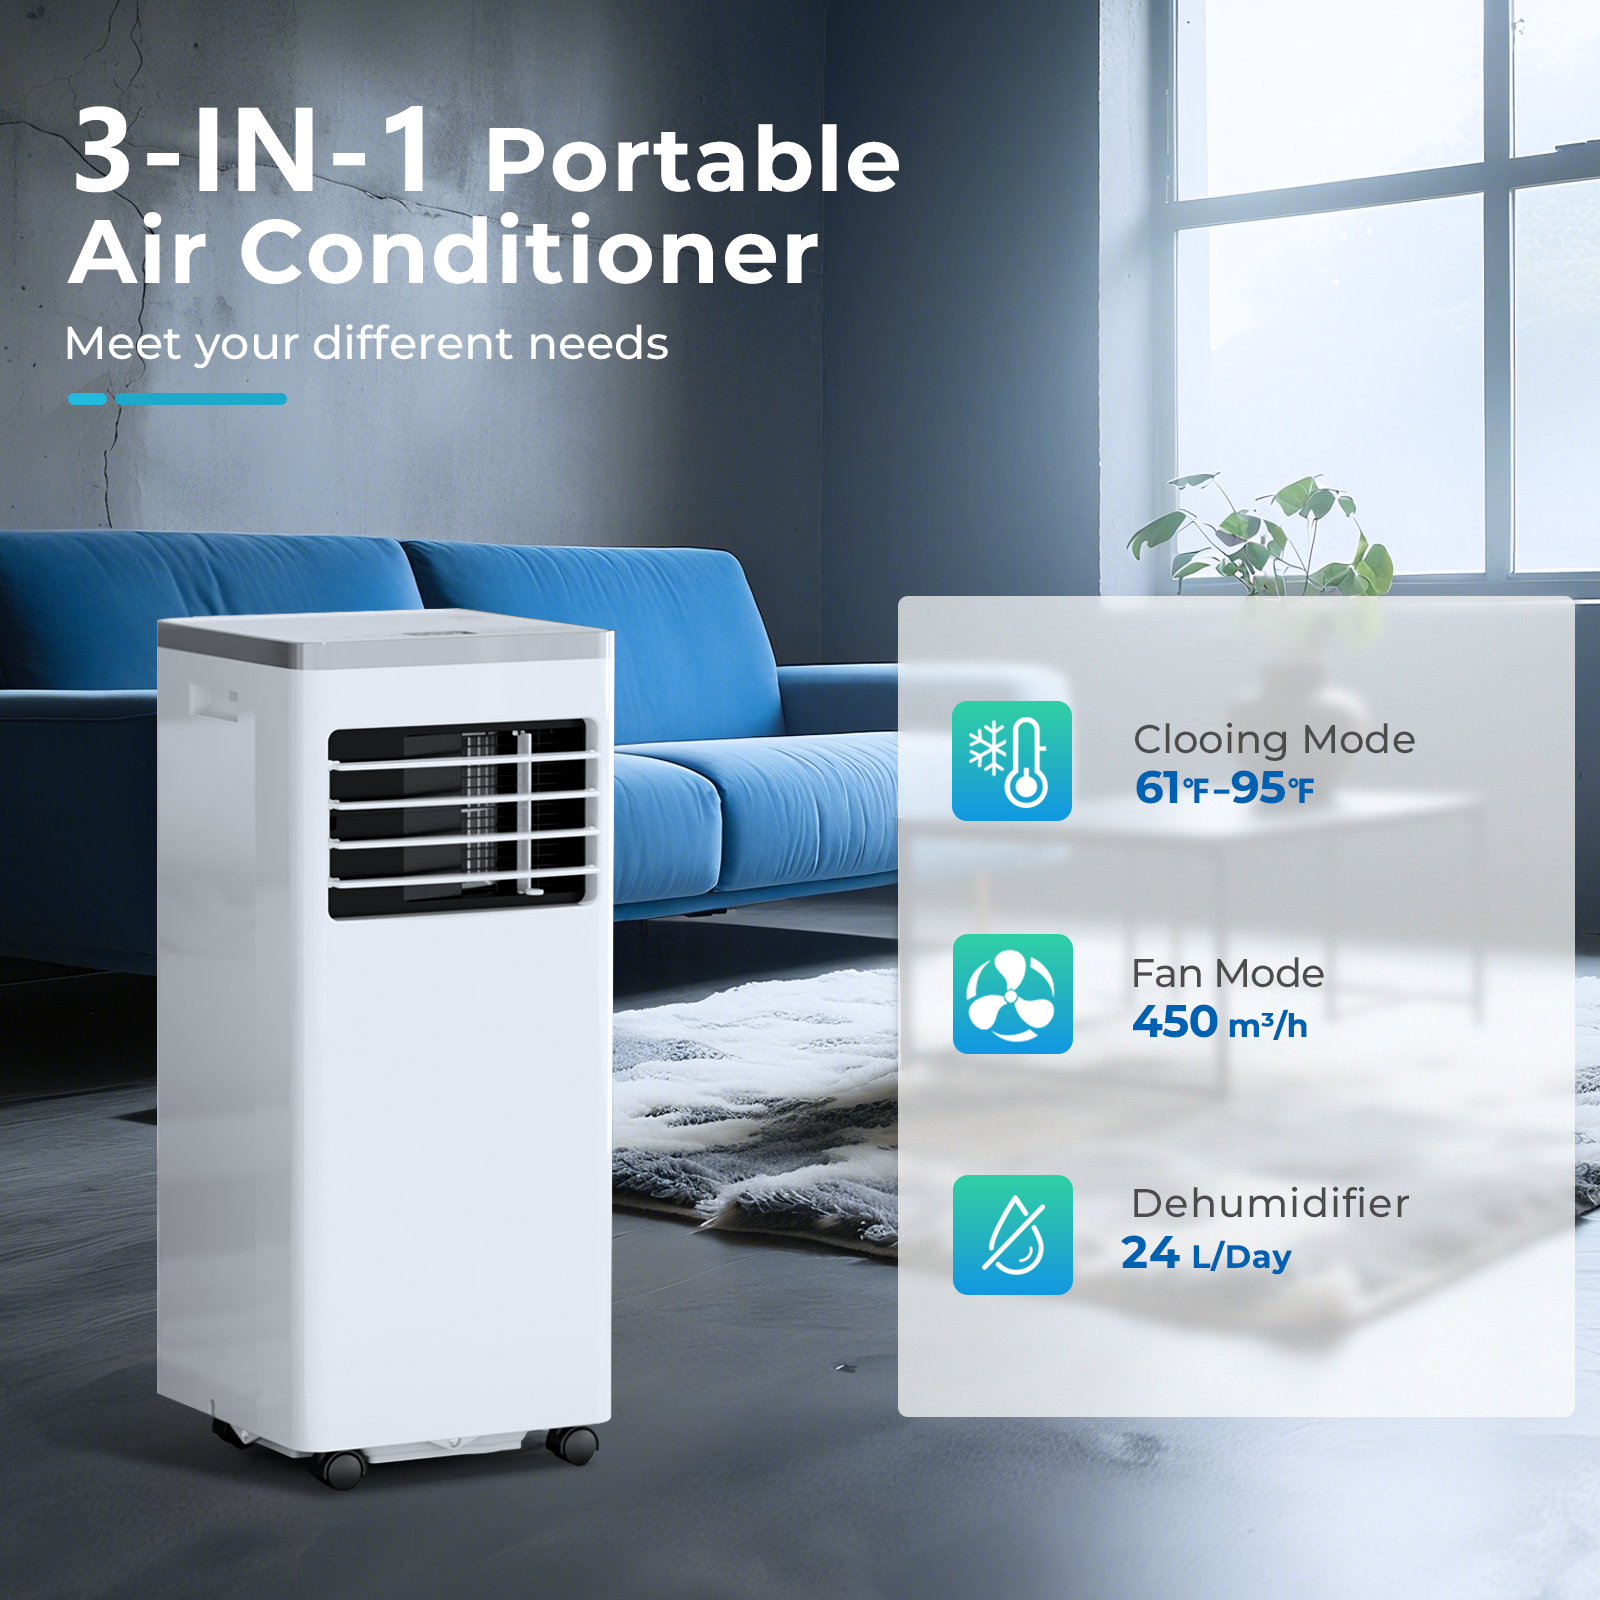 3-IN-1 Portable
Air Conditioner
Meet your different needs
Clooing Mode
61℉-95℉
Fan Mode
450 m³/h
Dehumidifier
24 L/Day